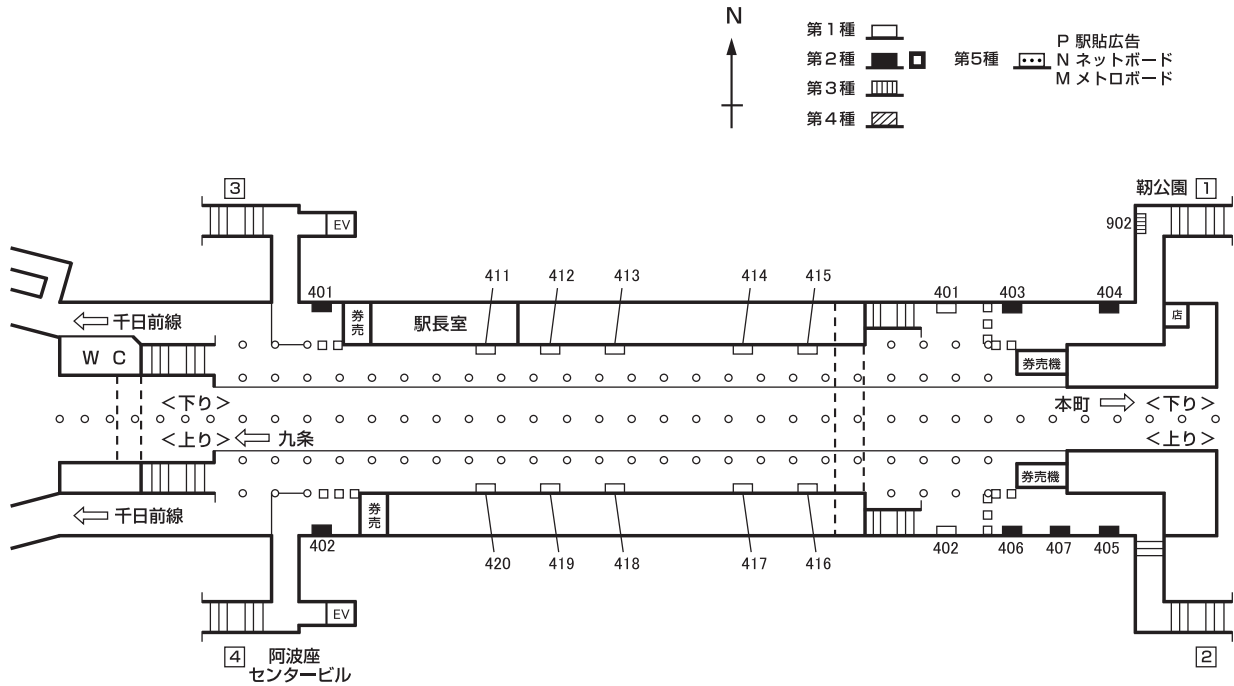 N
第1種
第2種
第3種
第4種
第5種
P 駅貼広告
N ネットボード
M メトロボード
3
靭公園 1
EV
902
411
412
413
414
415
401
401
403
404
千日前線
券売
駅長室
店
WC
券売機
<下り>
本町
<下り>
<上り>
九条
<上り>
券売機
千日前線
券売
402
420
419
418
417
416
402
406
407
405
EV
4
阿波座
センタービル
2